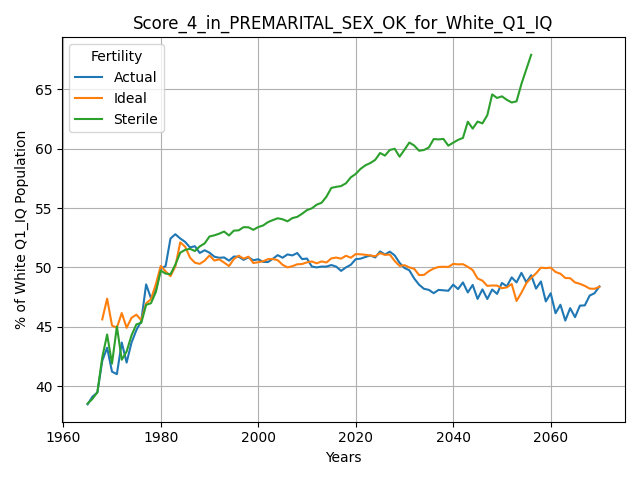 Score_4_in_PREMARITAL_SEX_OK_for_White_Q1_IQ
Fertility
Actual
Ideal
Sterile
% of White Q1_IQ Population
65
60
55
50
45
40
1960 1980 2000 2020 2040 2060
Years